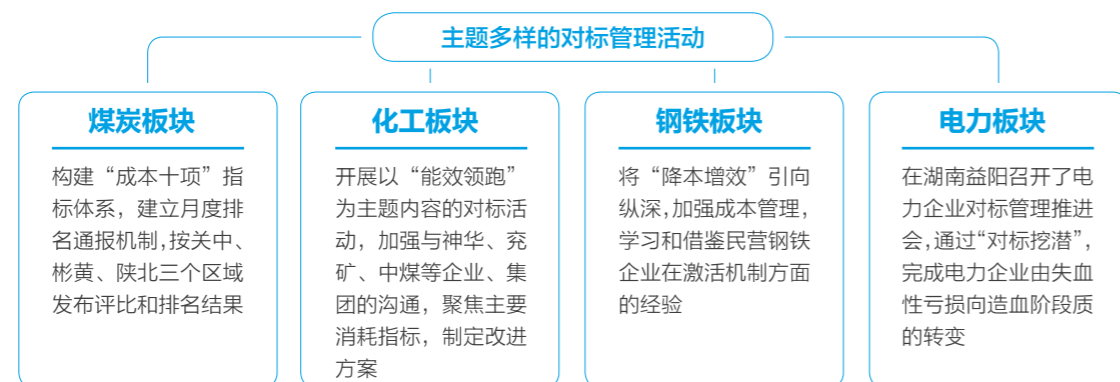 主题多样的对标管理活动
煤炭板块
构建“成本十项”指
标体系，建立月度排
名通报机制,按关中、
彬黄、陕北三个区域
发布评比和排名结果
化工板块
开展以“能效领跑”
为主题内容的对标活
动，加强与神华、兖
矿、中煤等企业、集
团的沟通，聚焦主要
消耗指标，制定改进
方案
钢铁板块
将“降本增效”引向
纵深,加强成本管理，
学习和借鉴民营钢铁
企业在激活机制方面
的经验
电力板块
在湖南益阳召开了电
力企业对标管理推进
会,通过“对标挖潜”，
完成电力企业由失血
性亏损向造血阶段质
的转变